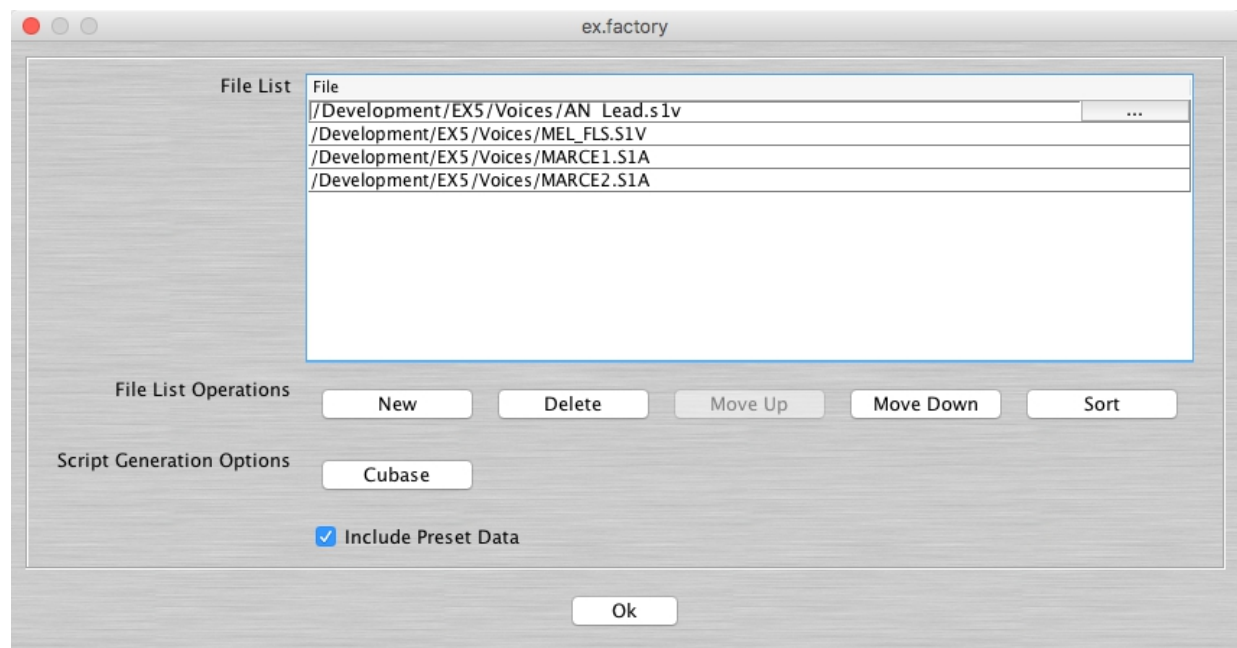 ex.factory
File List
File
/Development/EX5/Voices/AN_Lead.s1v
...
/Development/EX5/Voices/MEL_FLS.S1V
/Development/EX5/Voices/MARCE1.S1A
/Development/EX5/Voices/MARCE2.S1A
File List Operations
New Delete Move Up Move Down Sort
Script Generation Options
Cubase
Include Preset Data
Ok